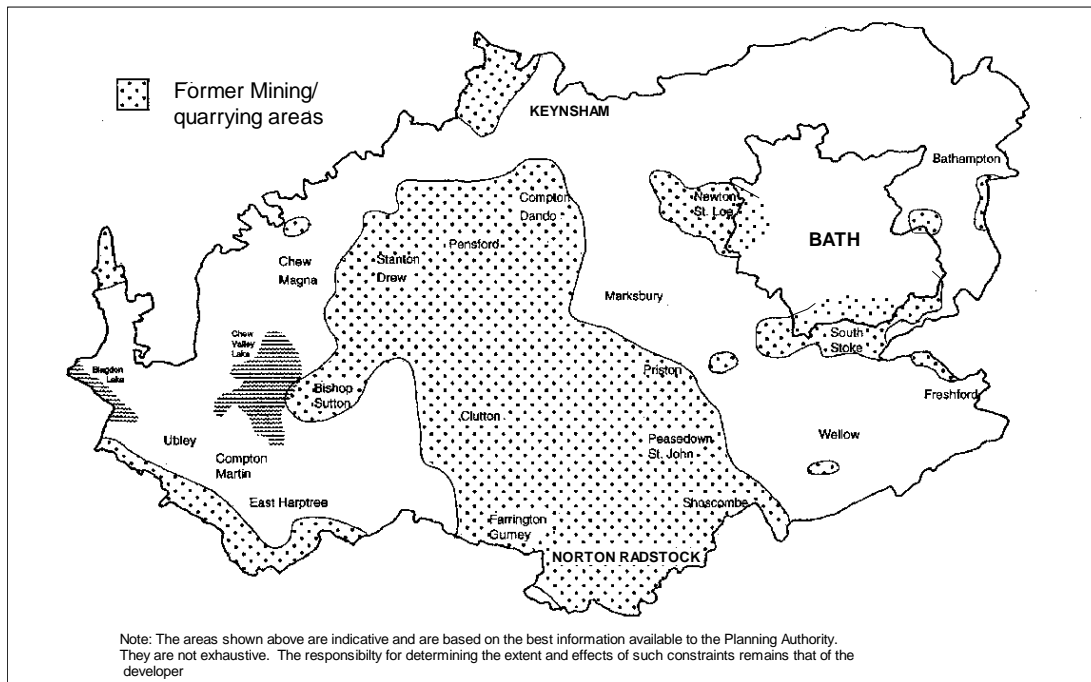 Former Mining/
quarrying areas
KEYNSHAM
Bathampton
Compton
Dando
Newton
St. Loe
BATH
Pensford
Stanton
Drew
Chew
Magna
Marksbury
Chew
Valley
Lake
South
Stoke
Blagdon
Lake
Priston
Bishop
Sutton
Freshford
Clutton
Ubley
Wellow
Peasedown
St. John
Compton
Martin
East Harptree
Shoscombe
Farrington
Gurney
NORTON RADSTOCK
Note: The areas shown above are indicative and are based on the best information available to the Planning Authority.
They are not exhaustive. The responsibilty for determining the extent and effects of such constraints remains that of the
developer